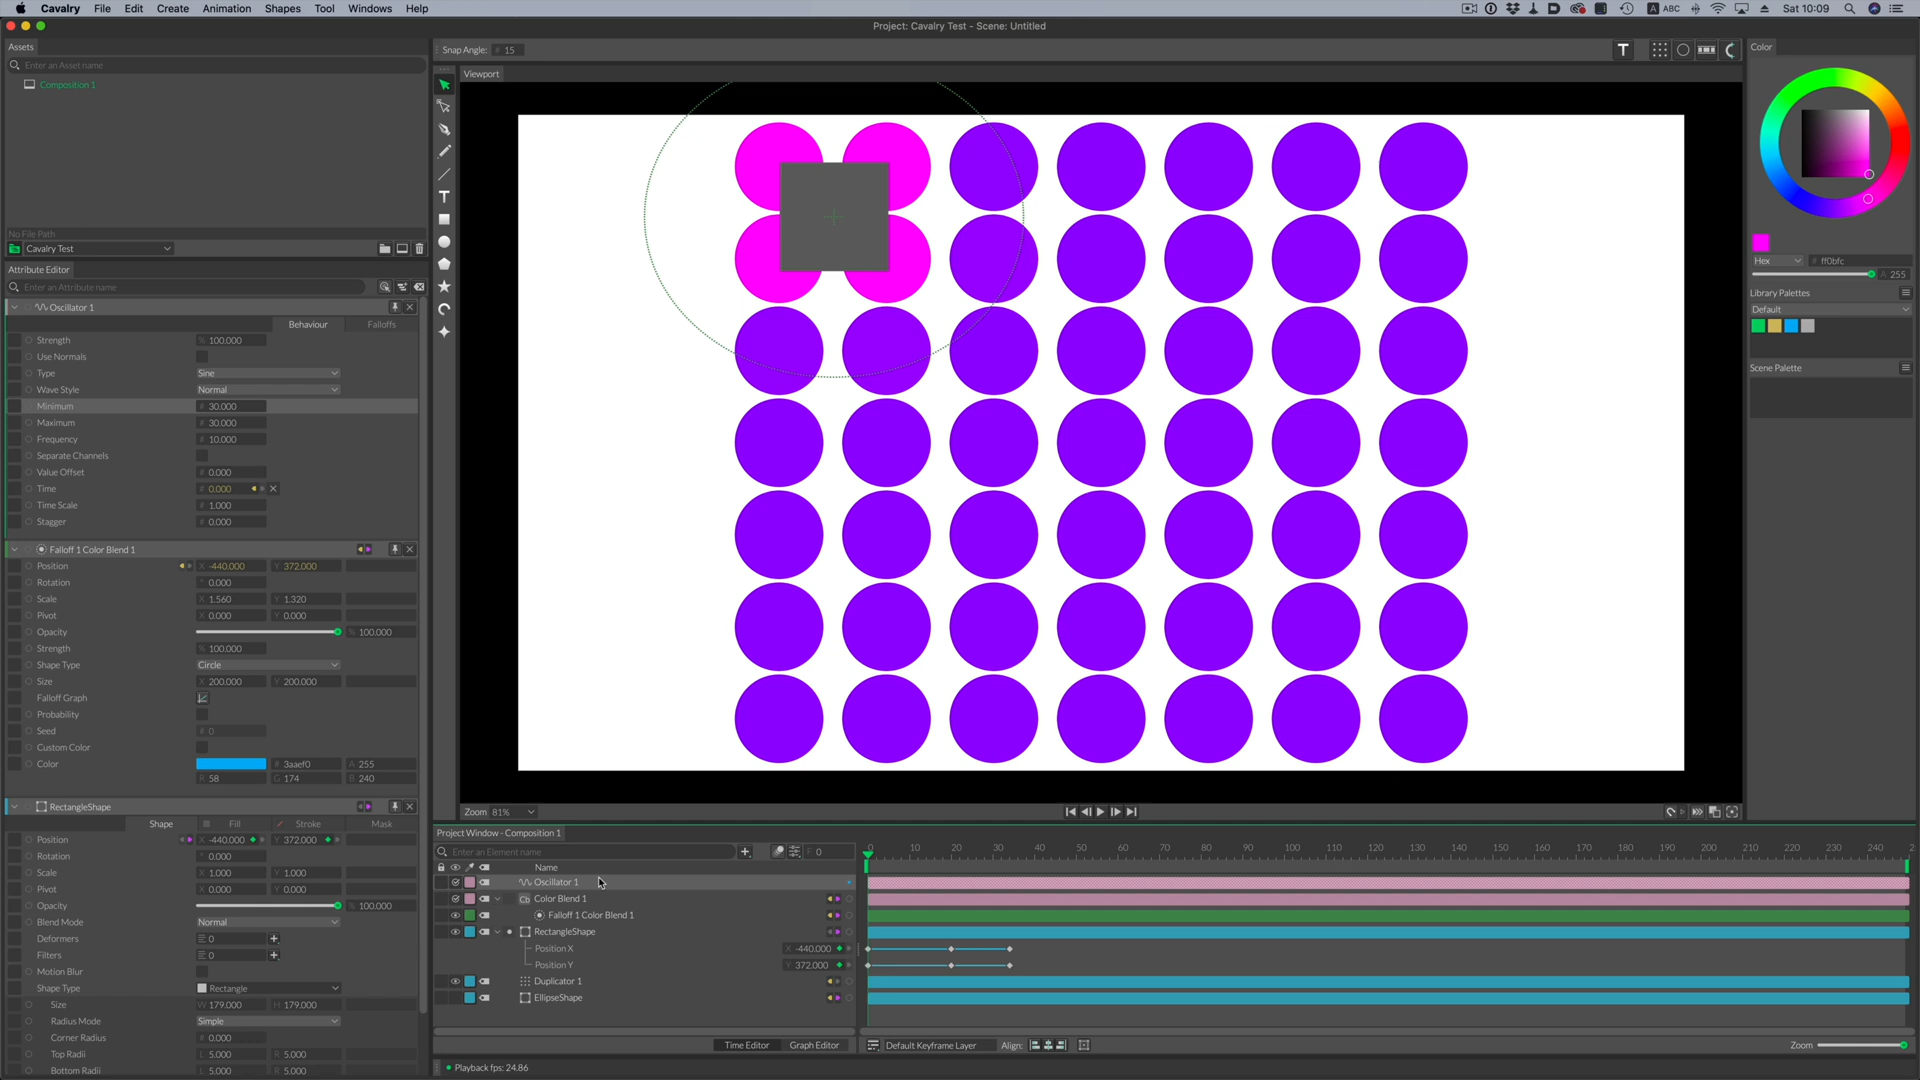 Cavalry File Edit Create Animation Shapes Tool Windows Help ABC Sat 10:09
Project: Cavalry Test - Scene: Untitled
Assets
Enter an Asset name
Composition 1
No File Path
Cavalry Test
Attribute Editor
Enter an Attribute name
Oscillator 1
Behaviour Falloffs
Strength % 100.000
Use Normals
Type Sine
Wave Style Normal
Minimum # 30.000
Maximum # 30.000
Frequency # 10.000
Separate Channels
Value Offset # 0.000
Time # 0.000
Time Scale # 1.000
Stagger # 0.000
Falloff 1 Color Blend 1
Position X -440.000 Y 372.000
Rotation ° 0.000
Scale X 1.560 Y 1.320
Pivot X 0.000 Y 0.000
Opacity % 100.000
Strength % 100.000
Shape Type Circle
Size X 200.000 Y 200.000
Falloff Graph
Probability
Seed # 0
Custom Color
Color # 3aaef0 A 255
R 58 G 174 B 240
RectangleShape
Shape Fill Stroke Mask
Position X -440.000 Y 372.000
Rotation ° 0.000
Scale X 1.000 Y 1.000
Pivot X 0.000 Y 0.000
Opacity % 100.000
Blend Mode Normal
Deformers 0
Filters 0
Motion Blur
Shape Type Rectangle
Size W 179.000 H 179.000
Radius Mode Simple
Corner Radius # 0.000
Top Radii L 5.000 R 5.000
Bottom Radii L 5.000 R 5.000
Snap Angle: # 15
Viewport
Zoom 81%
Project Window - Composition 1
Enter an Element name F 0
Name
Oscillator 1
Cb Color Blend 1
Falloff 1 Color Blend 1
RectangleShape
Position X X -440.000
Position Y Y 372.000
Duplicator 1
EllipseShape
0 10 20 30 40 50 60 70 80 90 100 110 120 130 140 150 160 170 180 190 200 210 220 230 240 2
Time Editor Graph Editor Default Keyframe Layer Align: Zoom
Playback fps: 24.86
Color
Hex # ff0bfc
A 255
Library Palettes
Default
Scene Palette